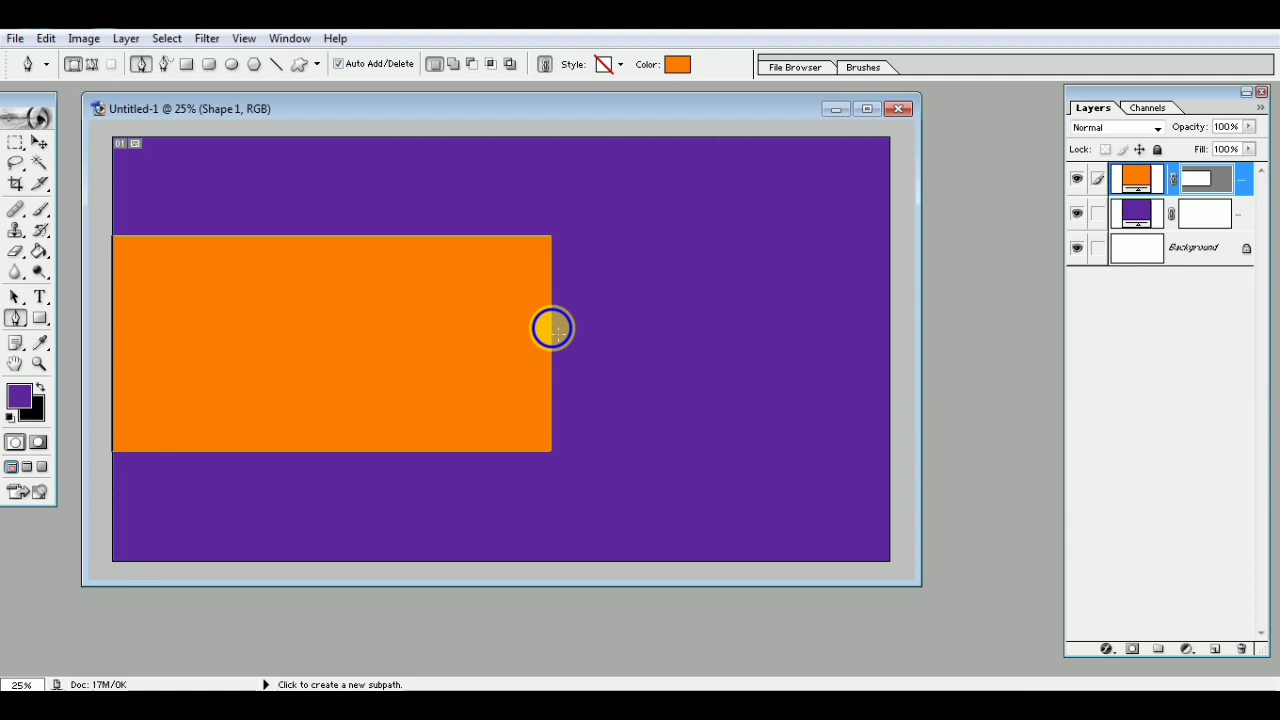 File Edit Image Layer Select Filter View Window Help
Auto Add/Delete Style: Color: File Browser Brushes
Untitled-1 @ 25% (Shape 1, RGB)
01
Layers Channels
Normal Opacity: 100%
Lock: Fill: 100%
...
...
Background
T
25% Doc: 17M/0K Click to create a new subpath.